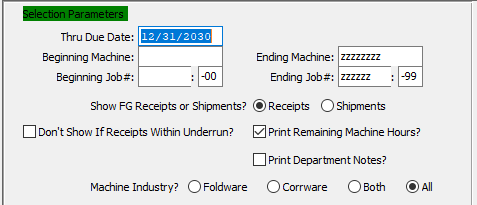 Selection Parameters
Thru Due Date: 12/31/2030
Beginning Machine: Ending Machine: zzzzzzzz
Beginning Job#: : -00 Ending Job#: zzzzzz : -99
Show FG Receipts or Shipments? Receipts Shipments
Don't Show If Receipts Within Underrun? Print Remaining Machine Hours?
Print Department Notes?
Machine Industry? Foldware Corrware Both All